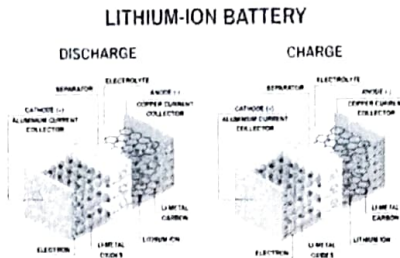 LITHIUM-ION BATTERY
DISCHARGE
ELECTROLYTE
SEPARATOR
ANODE (-)
COPPER CURRENT
COLLECTOR
CATHODE (+)
ALUMINIUM CURRENT
COLLECTOR
LI-METAL
CARBON
LITHIUM ION
ELECTRON
LI-METAL
OXIDES
CHARGE
ELECTROLYTE
SEPARATOR
ANODE (-)
COPPER CURRENT
COLLECTOR
CATHODE (+)
ALUMINIUM CURRENT
COLLECTOR
LI-METAL
CARBON
LITHIUM ION
ELECTRON
LI-METAL
OXIDES